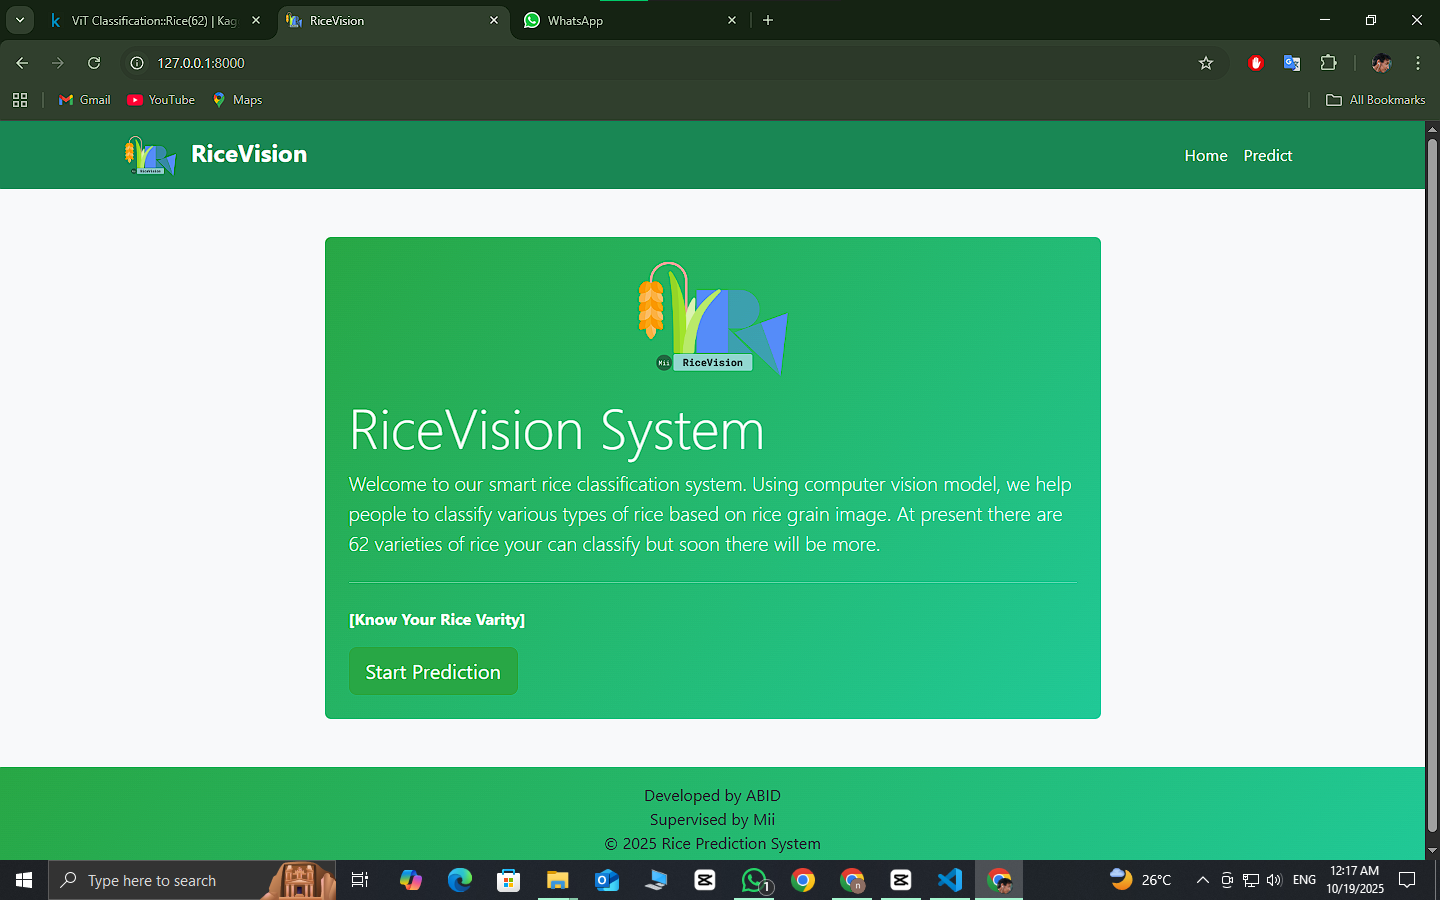 ViT Classification::Rice(62) | Kag
RiceVision
WhatsApp
127.0.0.1:8000
Gmail
YouTube
Maps
All Bookmarks
RiceVision
RiceVision
Home
Predict
Mii
RiceVision
RiceVision System
Welcome to our smart rice classification system. Using computer vision model, we help
people to classify various types of rice based on rice grain image. At present there are
62 varieties of rice your can classify but soon there will be more.
[Know Your Rice Varity]
Start Prediction
Developed by ABID
Supervised by Mii
© 2025 Rice Prediction System
Type here to search
1
n
26°C
ENG
12:17 AM
10/19/2025